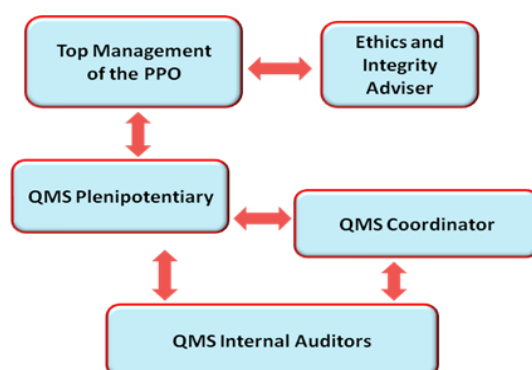 Top Management
of the PPO
Ethics and
Integrity
Adviser
QMS Plenipotentiary
QMS Coordinator
QMS Internal Auditors